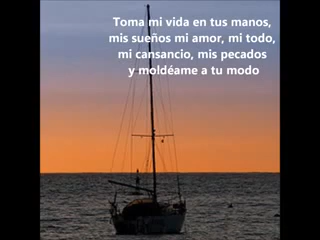 Toma mi vida en tus manos,
mis sueños mi amor, mi todo,
mi cansancio, mis pecados
y moldéame a tu modo